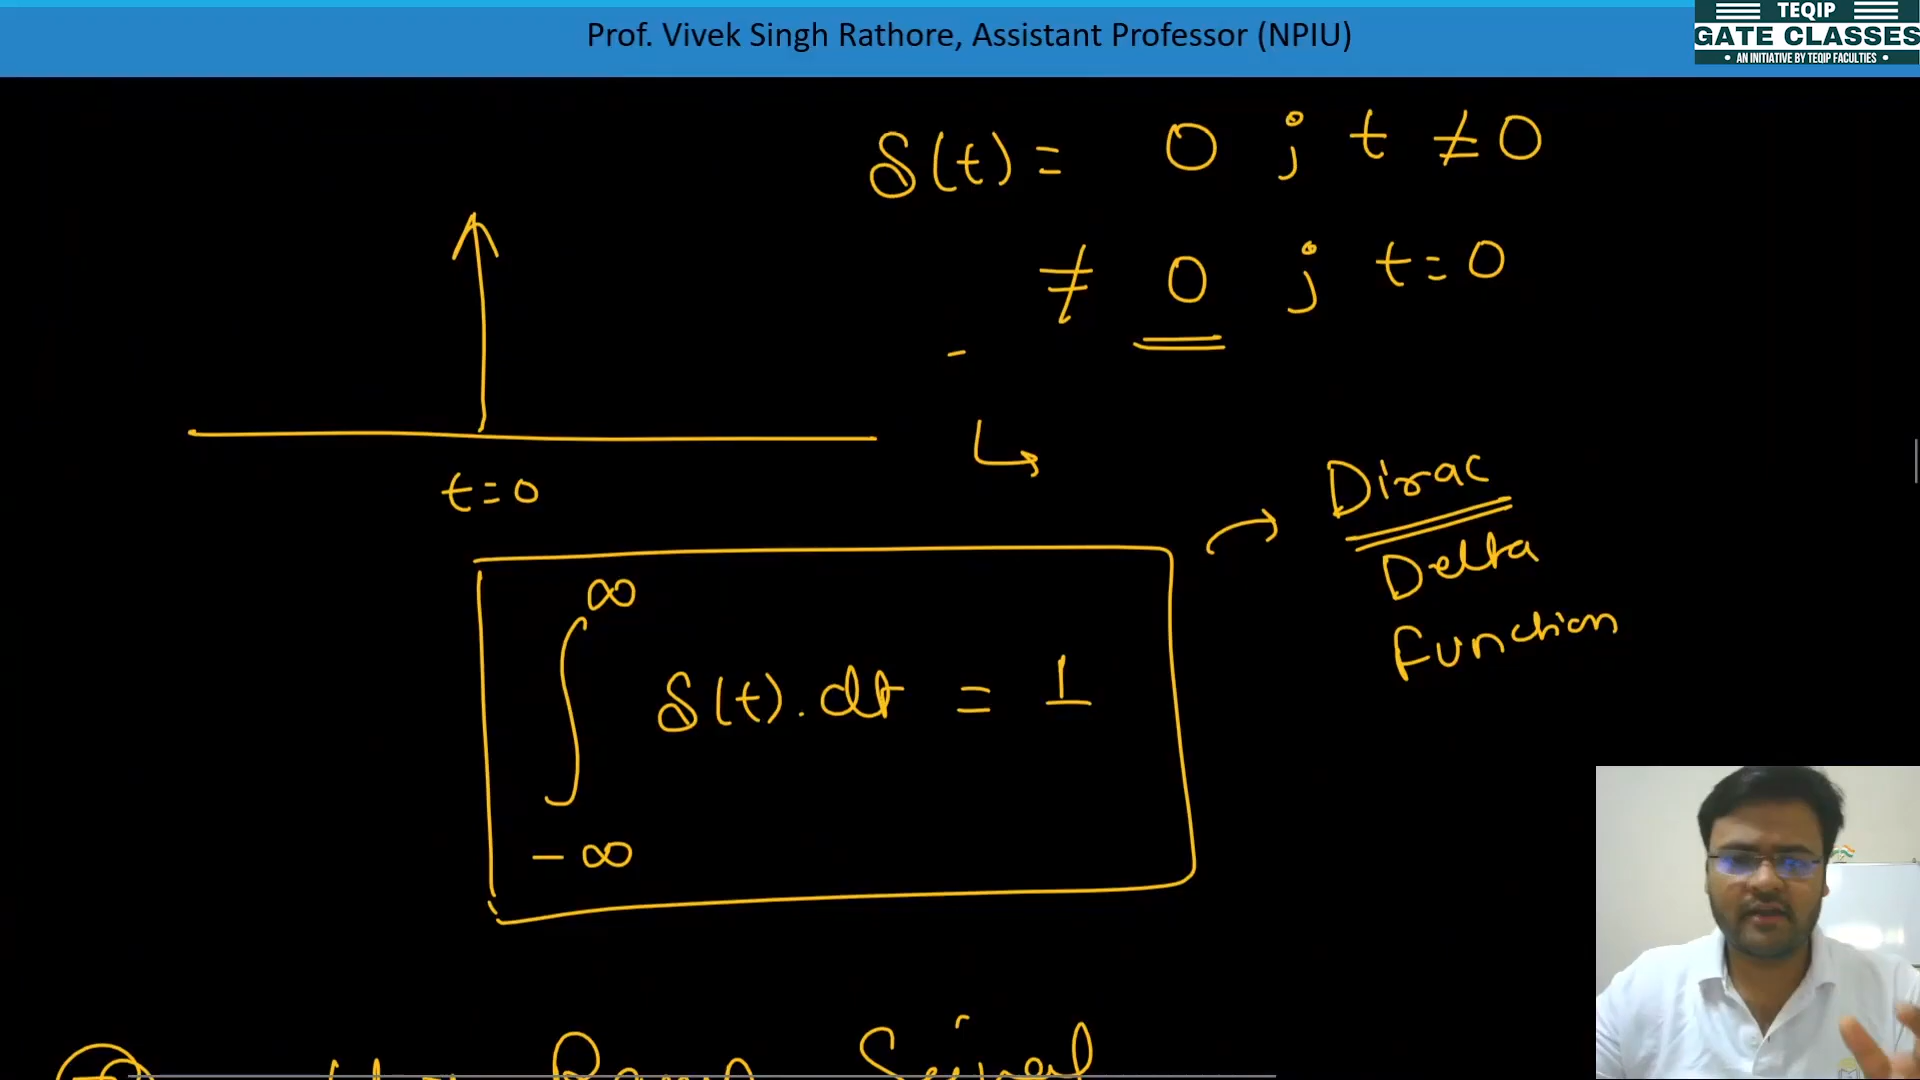 Prof. Vivek Singh Rathore, Assistant Professor (NPIU)
TEQIP
GATE CLASSES
• AN INITIATIVE BY TEQIP FACULTIES •
δ(t) = 0 ; t ≠ 0
≠ 0 ; t = 0
t = 0
Dirac
Delta
Function
∞
∫ δ(t). dt = 1
- ∞